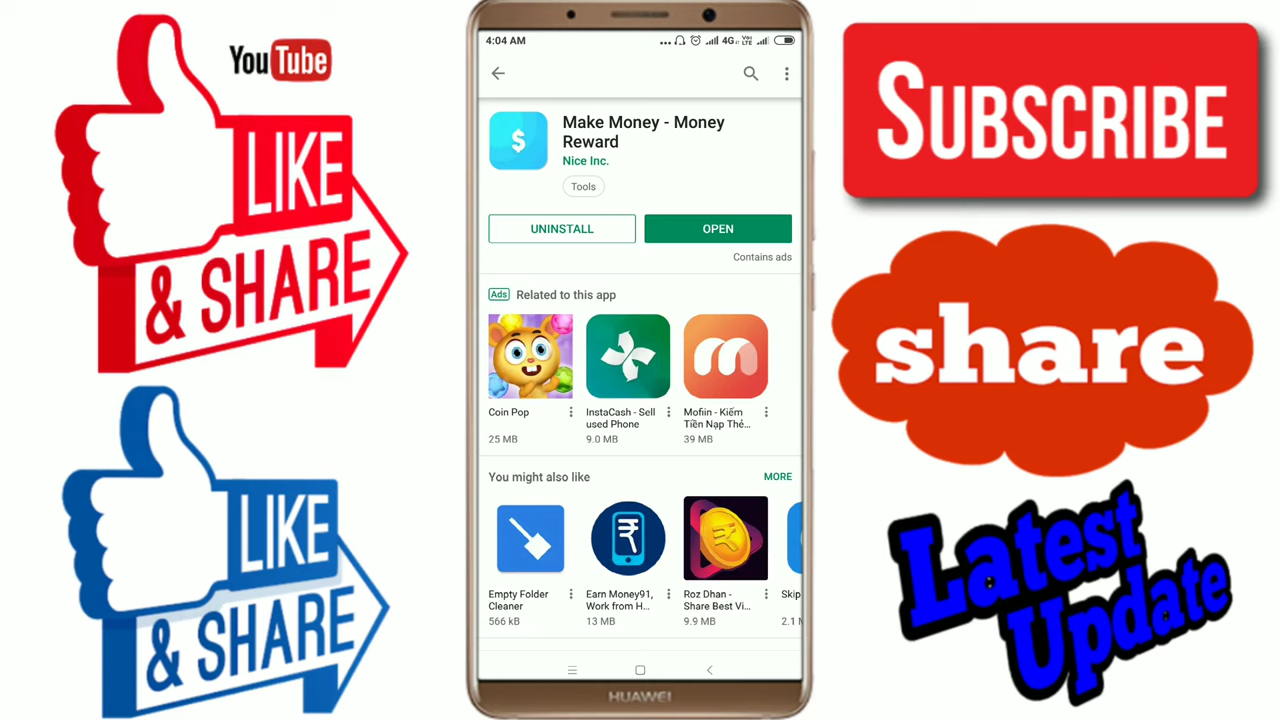 YouTube
LIKE
& SHARE
LIKE
& SHARE
4:04 AM
4G
VoLTE
Make Money - Money
Reward
Nice Inc.
Tools
UNINSTALL
OPEN
Contains ads
Ads Related to this app
Coin Pop
25 MB
InstaCash - Sell
used Phone
9.0 MB
Mofiin - Kiếm
Tiền Nạp Thẻ...
39 MB
You might also like
MORE
Empty Folder
Cleaner
566 kB
Earn Money91,
Work from H...
13 MB
Roz Dhan -
Share Best Vi...
9.9 MB
Skip
2.1 M
HUAWEI
SUBSCRIBE
share
Latest
Update